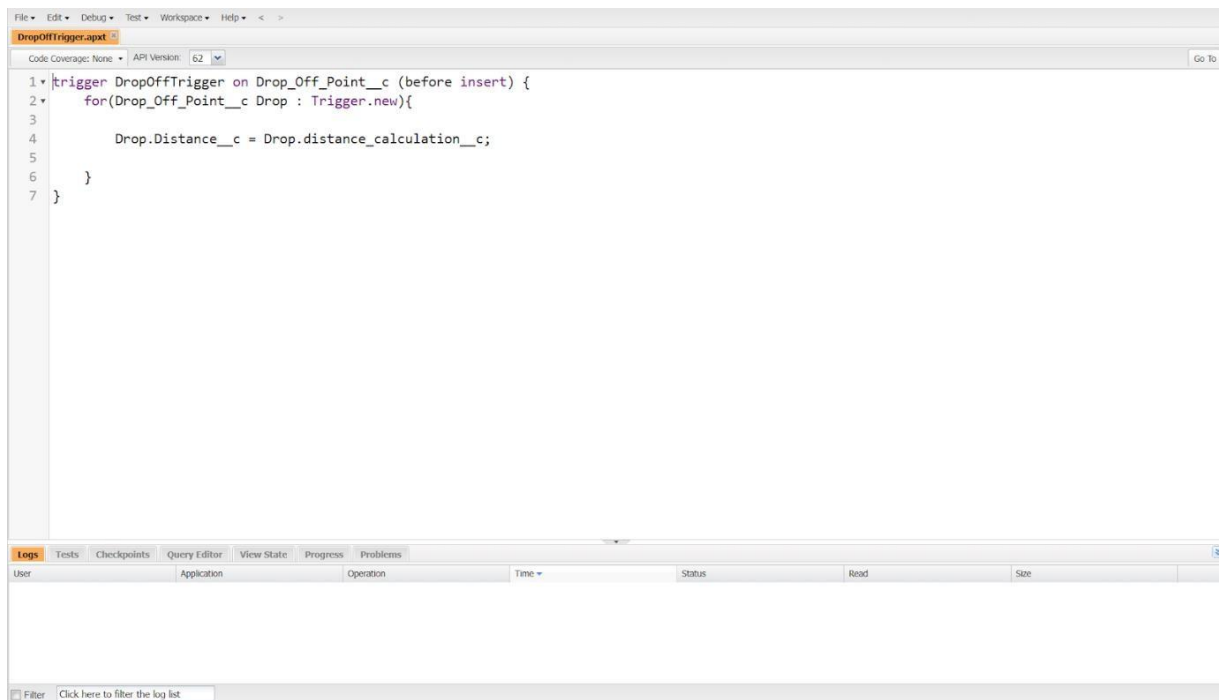 File Edit Debug Test Workspace Help < >
DropOffTrigger.apxt
Code Coverage: None API Version: 62 Go To
1 trigger DropOffTrigger on Drop_Off_Point__c (before insert) {
2 for(Drop_Off_Point__c Drop : Trigger.new){
3
4 Drop.Distance__c = Drop.distance_calculation__c;
5
6 }
7 }
Logs Tests Checkpoints Query Editor View State Progress Problems
User Application Operation Time Status Read Size
Filter Click here to filter the log list